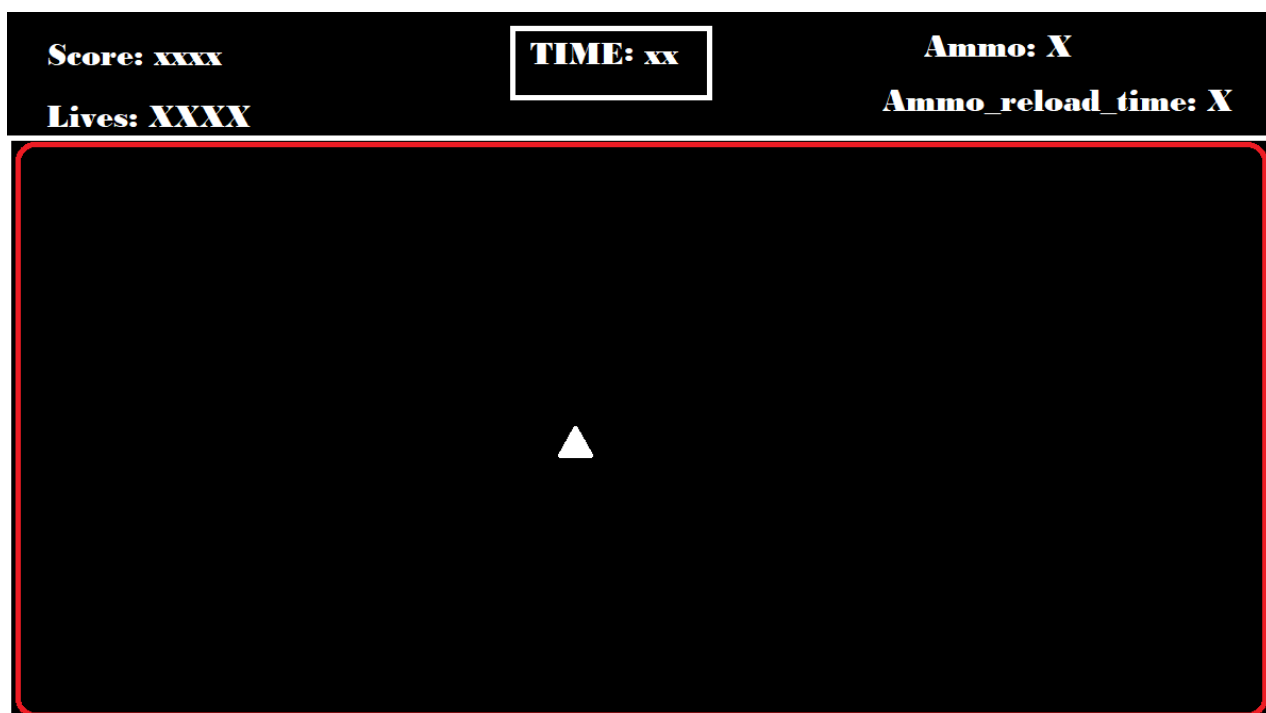 Score: xxxx
TIME: xx
Ammo: X
Lives: XXXX
Ammo_reload_time: X